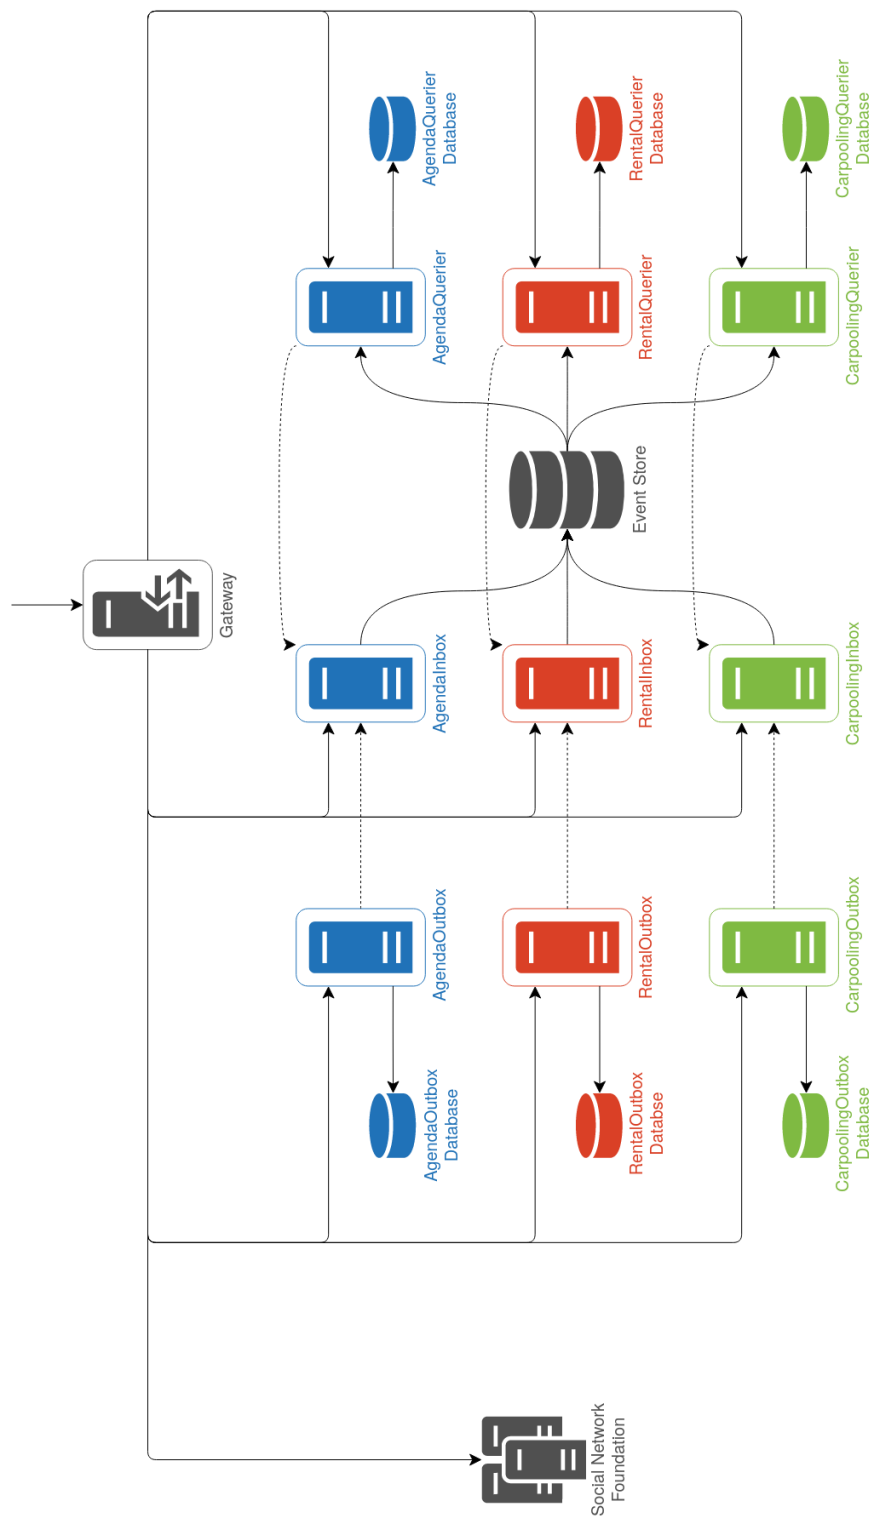 Gateway
Social Network
Foundation
AgendaOutbox
Database
AgendaOutbox
AgendaInbox
AgendaQuerier
AgendaQuerier
Database
RentalOutbox
Databse
RentalOutbox
RentalInbox
Event Store
RentalQuerier
RentalQuerier
Database
CarpoolingOutbox
Database
CarpoolingOutbox
CarpoolingInbox
CarpoolingQuerier
CarpoolingQuerier
Database